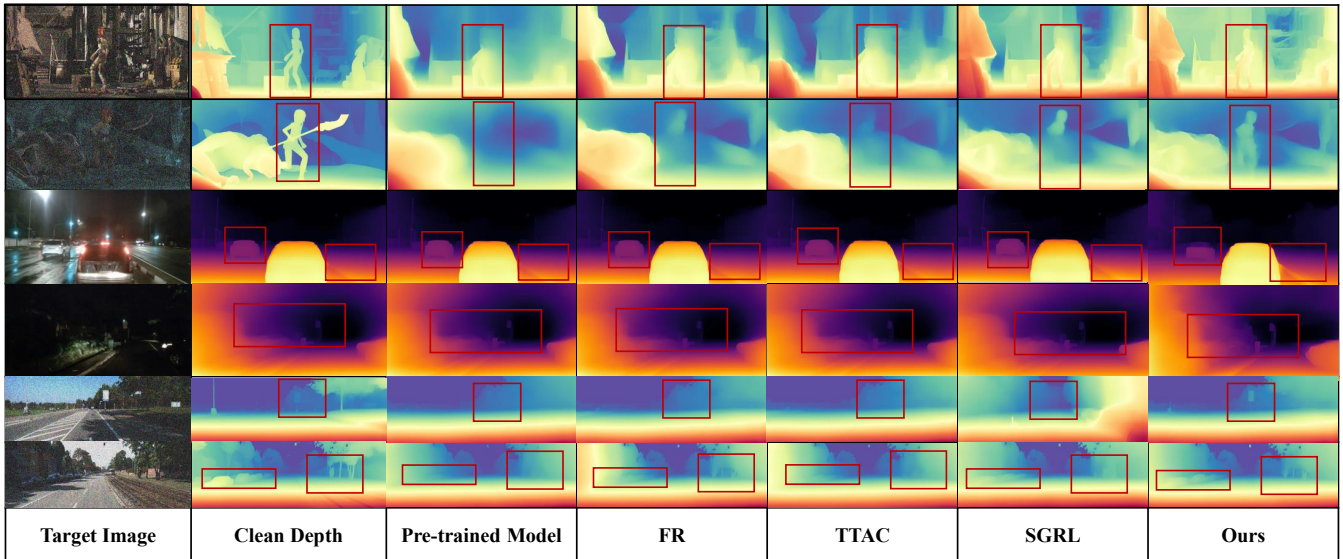 Target Image
Clean Depth
Pre-trained Model
FR
TTAC
SGRL
Ours